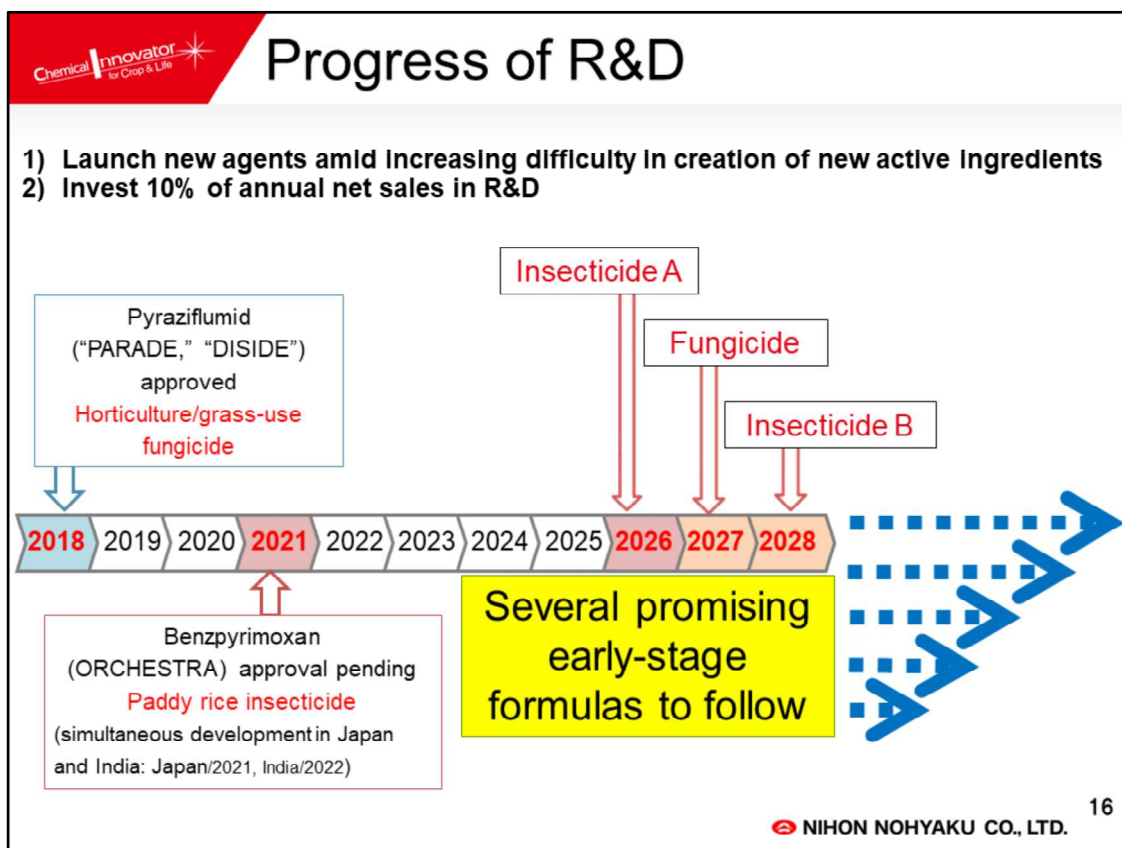 Chemical Innovator
for Crop & Life
Progress of R&D
1) Launch new agents amid increasing difficulty in creation of new active ingredients
2) Invest 10% of annual net sales in R&D
Insecticide A
Pyraziflumid
(“PARADE,” “DISIDE”)
approved
Horticulture/grass-use
fungicide
Fungicide
Insecticide B
2018 2019 2020 2021 2022 2023 2024 2025 2026 2027 2028
Benzpyrimoxan
(ORCHESTRA) approval pending
Paddy rice insecticide
(simultaneous development in Japan
and India: Japan/2021, India/2022)
Several promising
early-stage
formulas to follow
16
NIHON NOHYAKU CO., LTD.